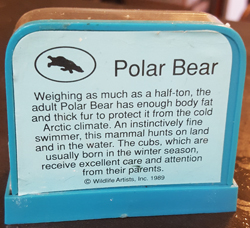 Polar Bear
Weighing as much as a half-ton, the
adult Polar Bear has enough body fat
and thick fur to protect it from the cold
Arctic climate. An instinctively fine
swimmer, this mammal hunts on land
and in the water. The cubs, which are
usually born in the winter season,
receive excellent care and attention
from their parents.
© Wildlife Artists, Inc. 1989